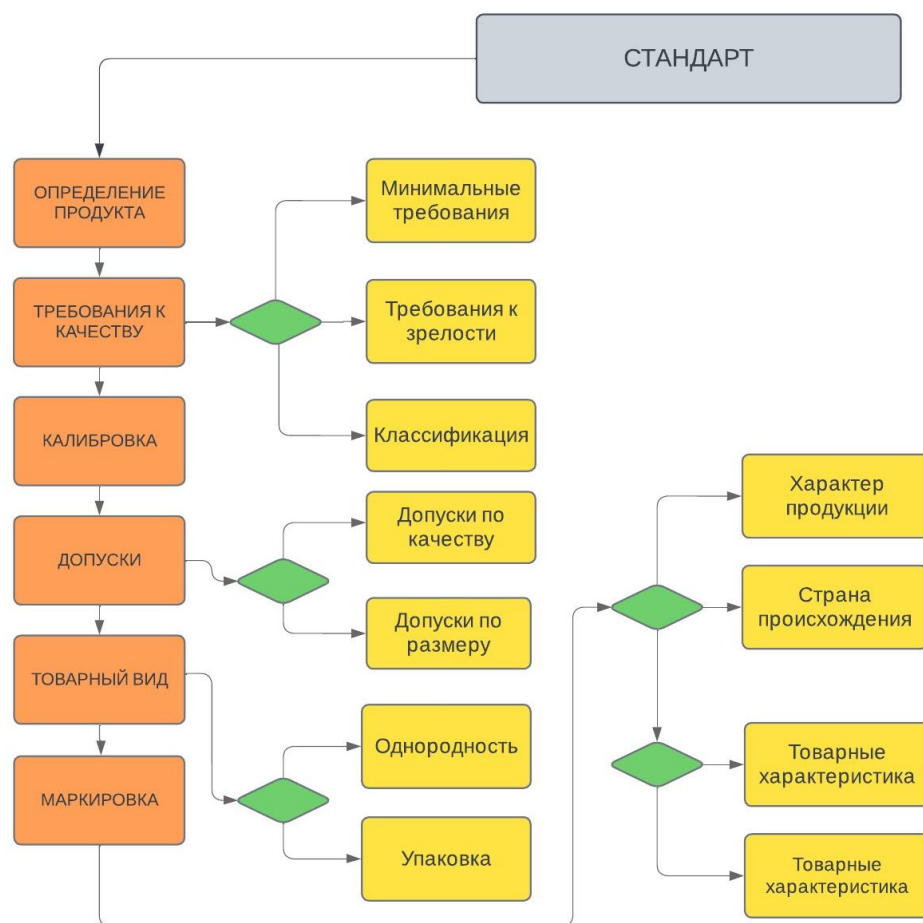 СТАНДАРТ
ОПРЕДЕЛЕНИЕ
ПРОДУКТА
ТРЕБОВАНИЯ К
КАЧЕСТВУ
КАЛИБРОВКА
ДОПУСКИ
ТОВАРНЫЙ ВИД
МАРКИРОВКА
Минимальные
требования
Требования к
зрелости
Классификация
Допуски по
качеству
Допуски по
размеру
Однородность
Упаковка
Характер
продукции
Страна
происхождения
Товарные
характеристика
Товарные
характеристика